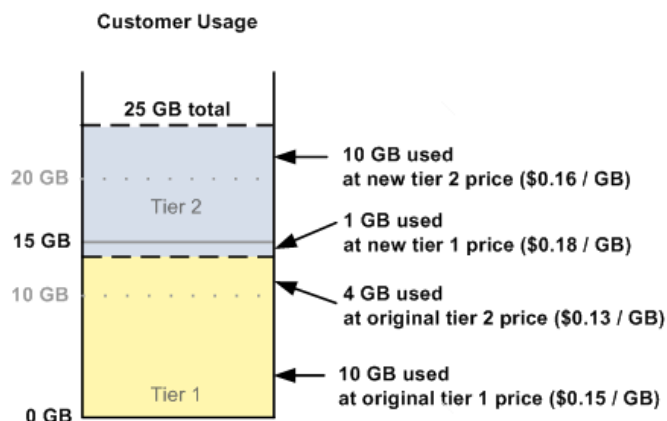 Customer Usage
25 GB total
10 GB used
at new tier 2 price ($0.16 / GB)
20 GB
Tier 2
1 GB used
at new tier 1 price ($0.18 / GB)
15 GB
4 GB used
at original tier 2 price ($0.13 / GB)
10 GB
10 GB used
at original tier 1 price ($0.15 / GB)
Tier 1
0 GB